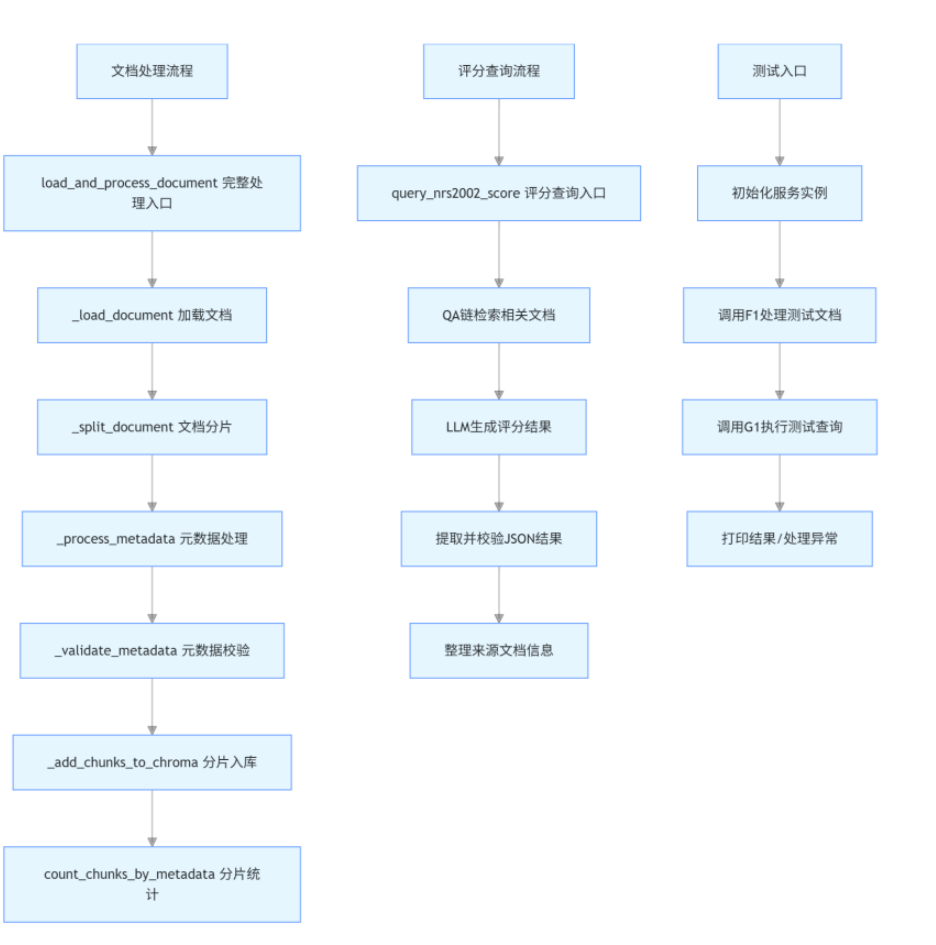 文档处理流程
load_and_process_document 完整处
理入口
_load_document 加载文档
_split_document 文档分片
_process_metadata 元数据处理
_validate_metadata 元数据校验
_add_chunks_to_chroma 分片入库
count_chunks_by_metadata 分片统
计
评分查询流程
query_nrs2002_score 评分查询入口
QA链检索相关文档
LLM生成评分结果
提取并校验JSON结果
整理来源文档信息
测试入口
初始化服务实例
调用F1处理测试文档
调用G1执行测试查询
打印结果/处理异常